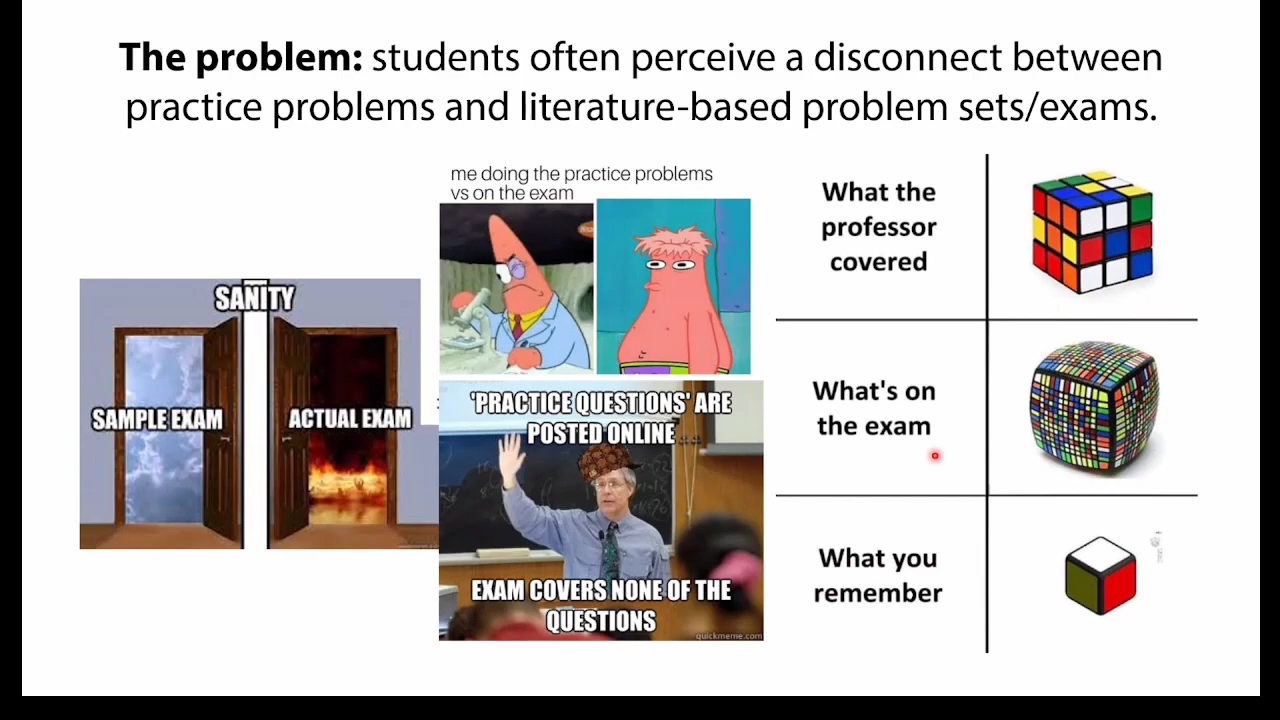 The problem: students often perceive a disconnect between
practice problems and literature-based problem sets/exams.
SANITY
SAMPLE EXAM
ACTUAL EXAM
me doing the practice problems
vs on the exam
'PRACTICE QUESTIONS' ARE
POSTED ONLINE
EXAM COVERS NONE OF THE
QUESTIONS
quickmeme.com
What the
professor
covered
What's on
the exam
What you
remember